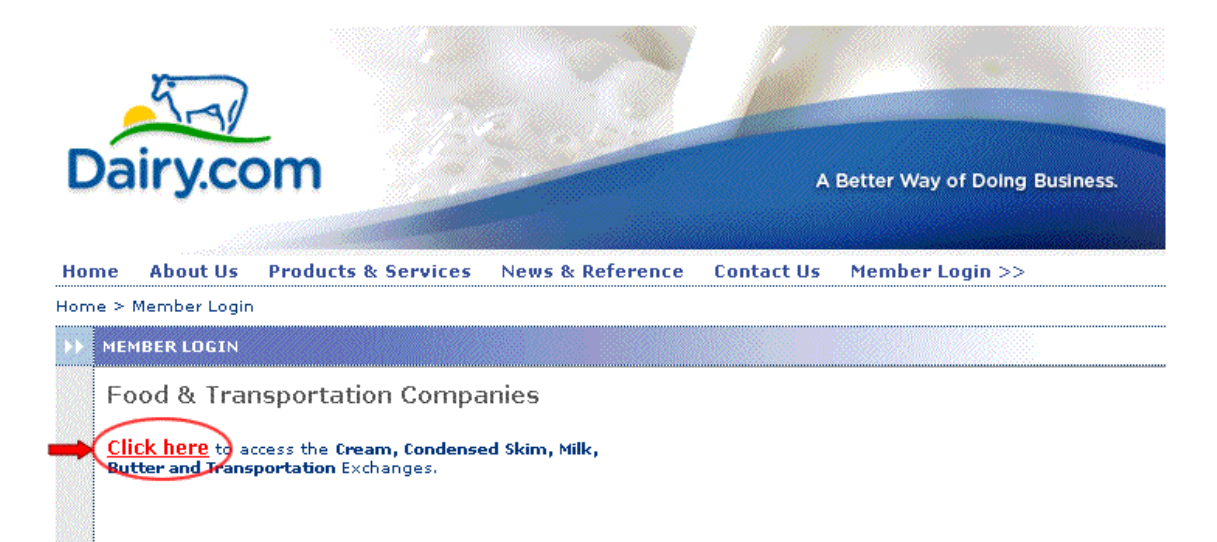 Dairy.com
A Better Way of Doing Business.
Home About Us Products & Services News & Reference Contact Us Member Login >>
Home > Member Login
MEMBER LOGIN
Food & Transportation Companies
Click here to access the Cream, Condensed Skim, Milk,
Butter and Transportation Exchanges.